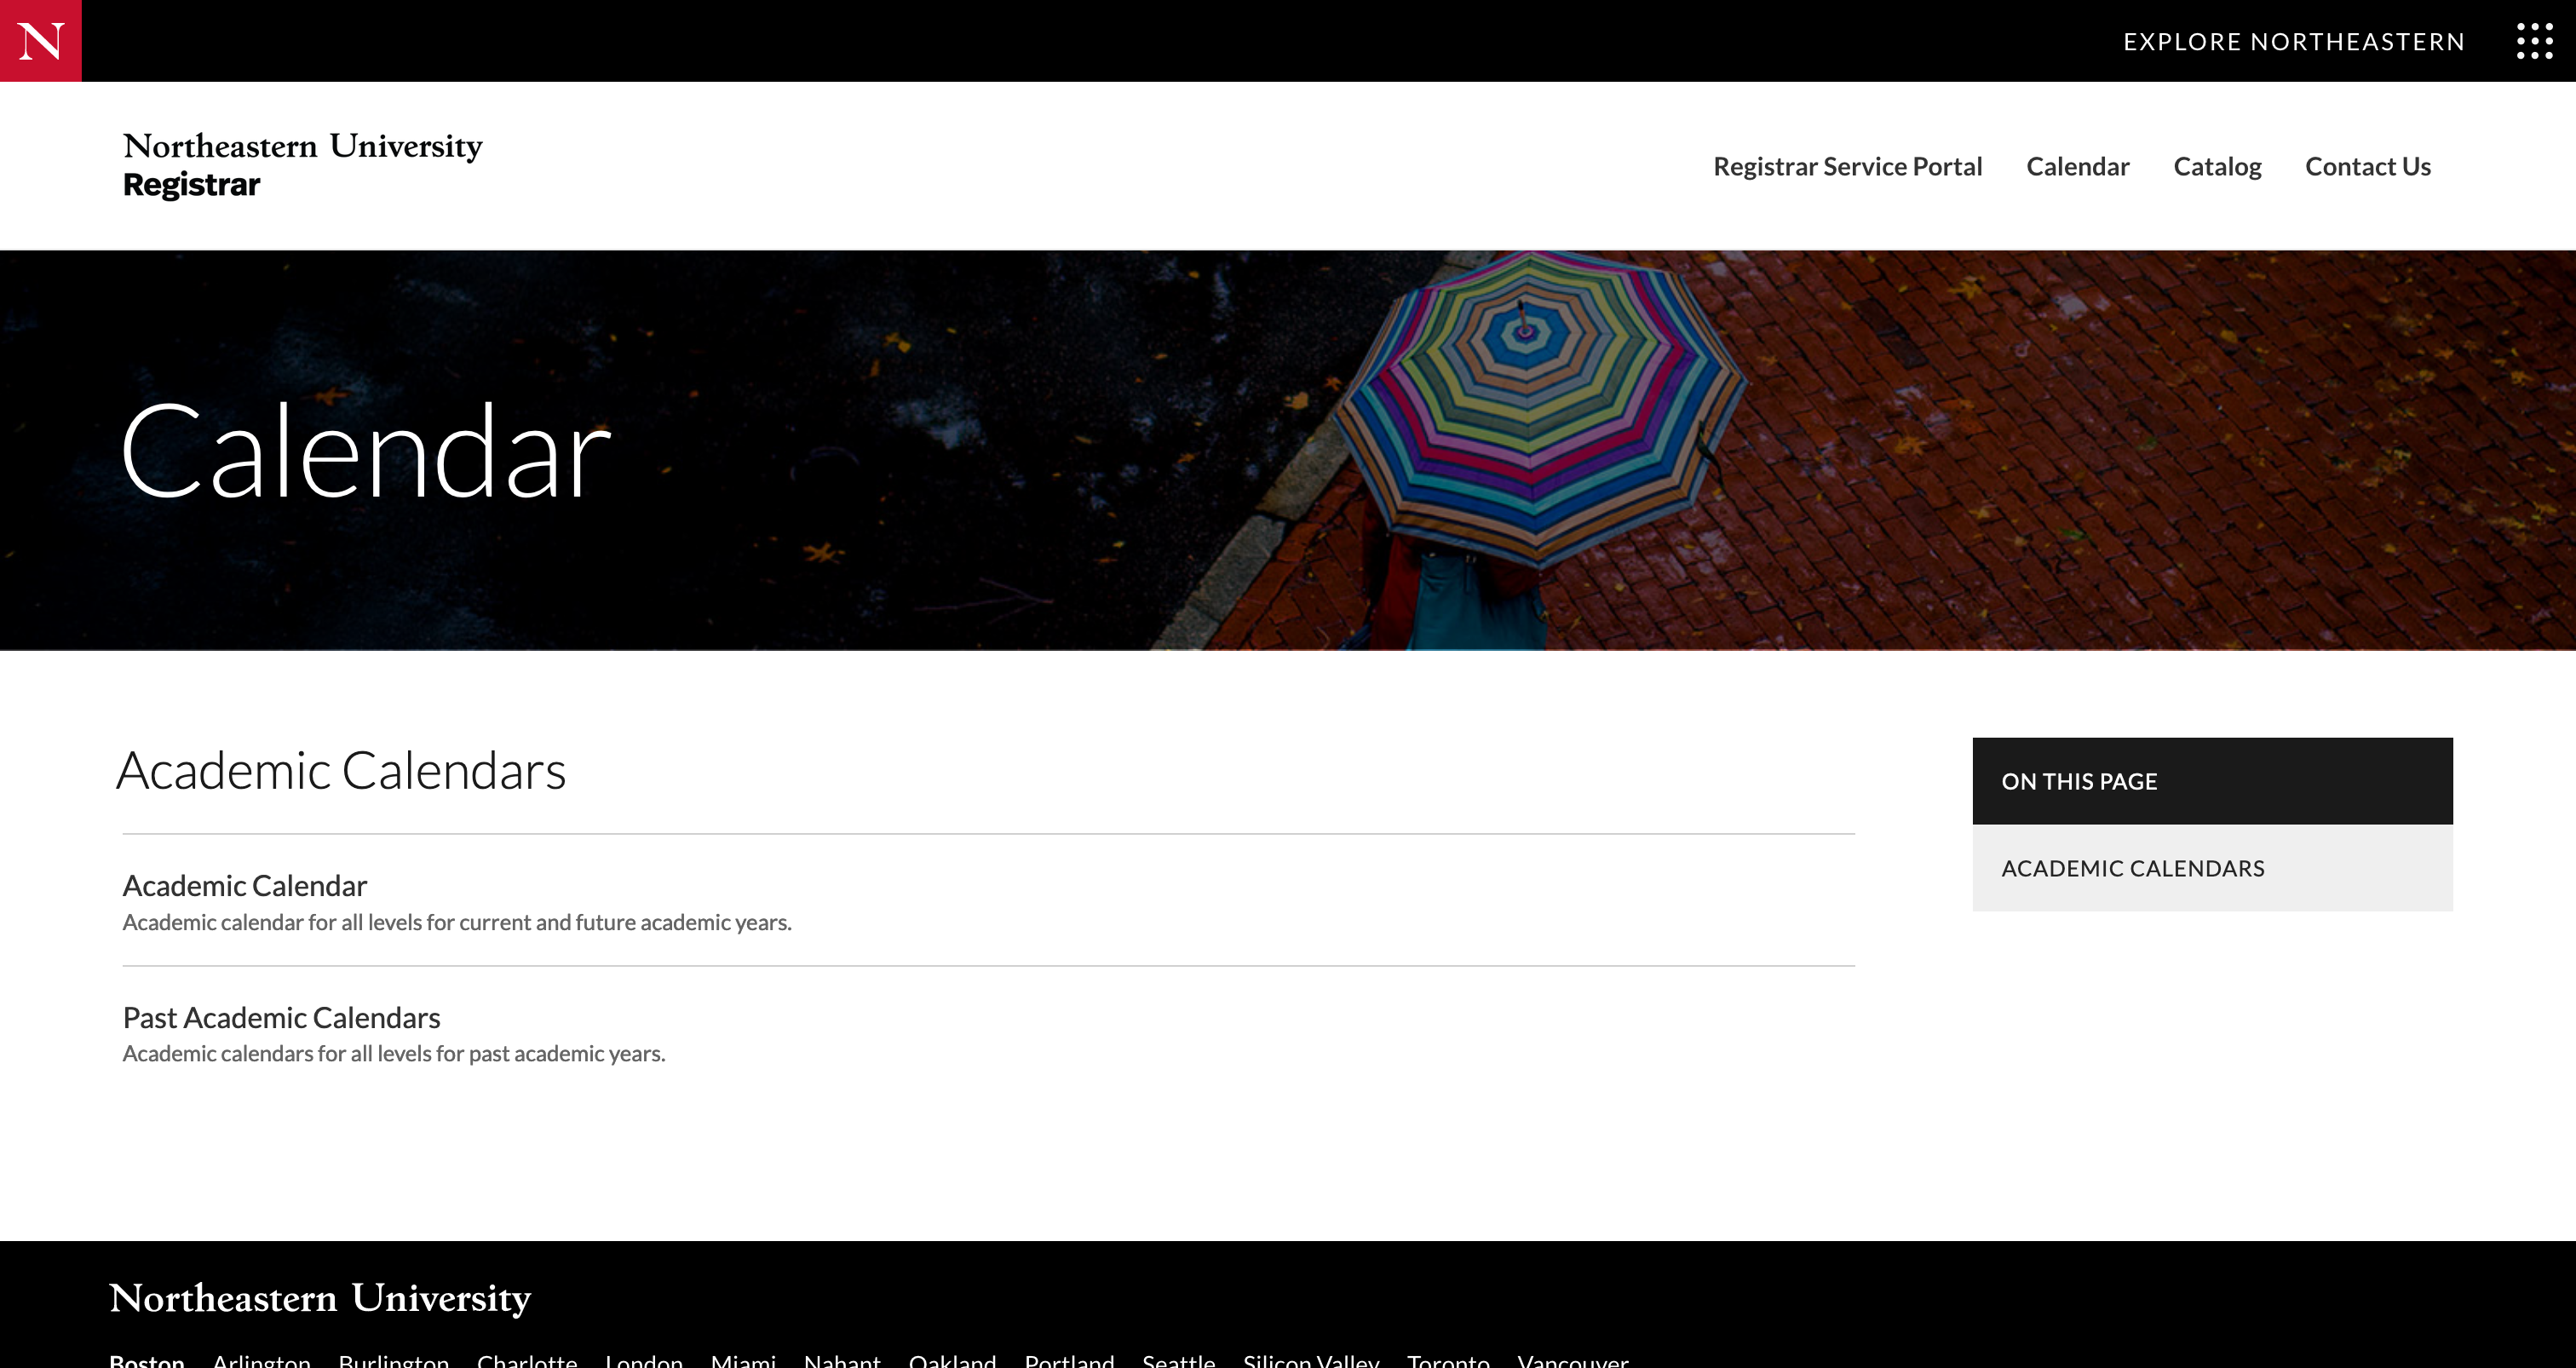 N
EXPLORE NORTHEASTERN
Northeastern University
Registrar
Registrar Service Portal Calendar Catalog Contact Us
Calendar
Academic Calendars
Academic Calendar
Academic calendar for all levels for current and future academic years.
Past Academic Calendars
Academic calendars for all levels for past academic years.
ON THIS PAGE
ACADEMIC CALENDARS
Northeastern University
Boston Arlington Burlington Charlotte London Miami Nahant Oakland Portland Seattle Silicon Valley Toronto Vancouver